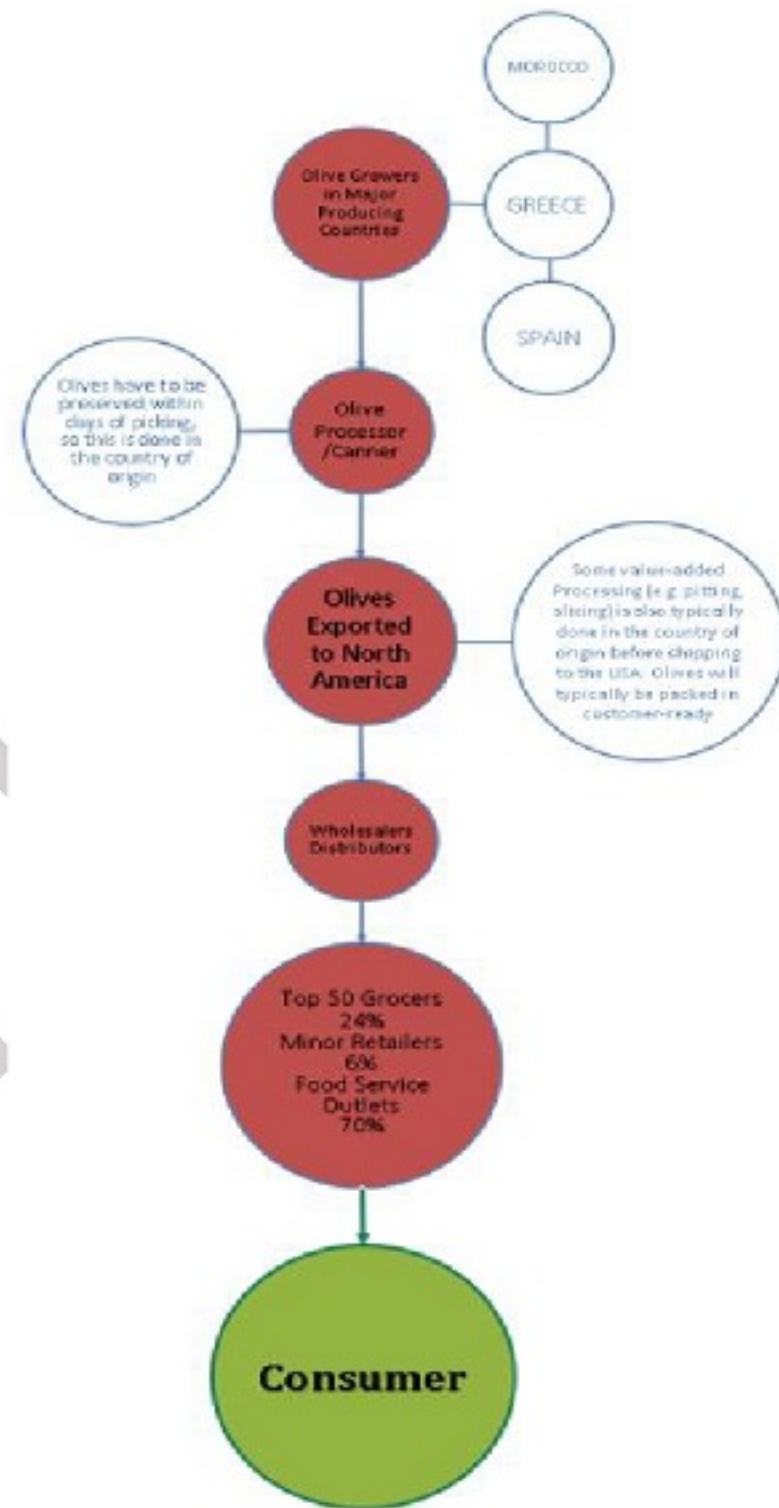 MOROCOO
Olive Growers
in Major
Producing
Countries
GREECE
SPAIN
Olives have to be
preserved within
days of picking,
so this is done in
the country of
origin
Olive
Processor
/Canner
Olives
Exported
to North
America
Some value-added
Processing (e.g. pitting,
slicing) is also typically
done in the country of
origin before shipping
to the USA. Olives will
typically be packed in
customer-ready
Wholesalers
Distributors
Top 50 Grocers
24%
Minor Retailers
6%
Food Service
Outlets
70%
Consumer